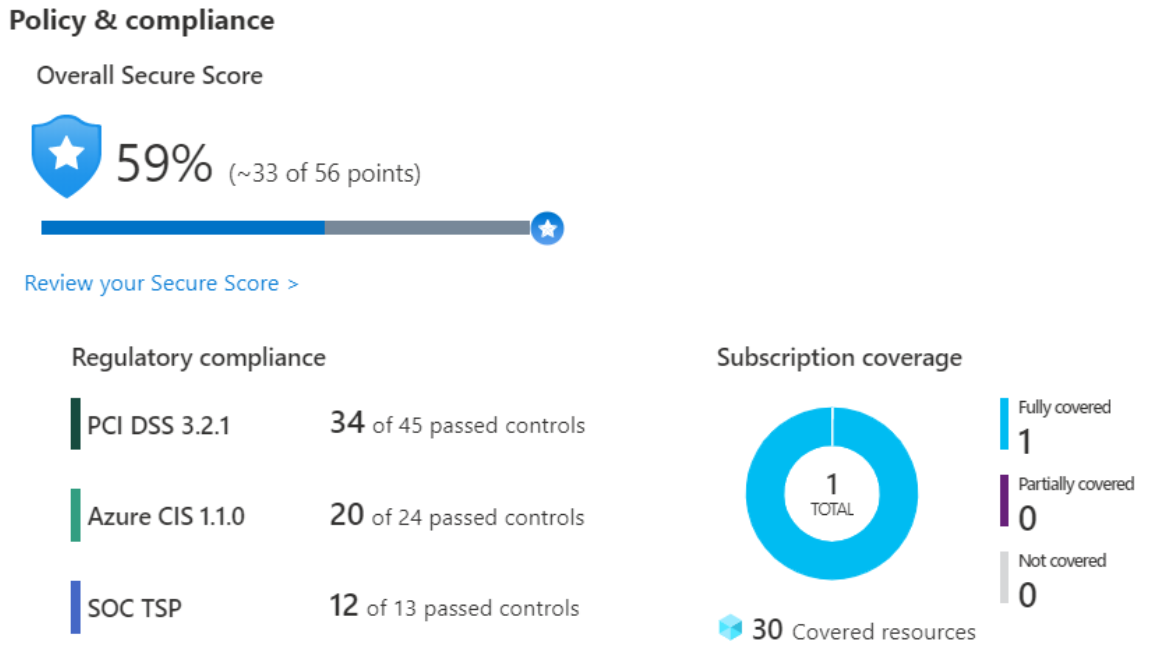 Policy & compliance
Overall Secure Score
59% (~33 of 56 points)
Review your Secure Score >
Regulatory compliance
PCI DSS 3.2.1 34 of 45 passed controls
Azure CIS 1.1.0 20 of 24 passed controls
SOC TSP 12 of 13 passed controls
Subscription coverage
1
TOTAL
Fully covered
1
Partially covered
0
Not covered
0
30 Covered resources